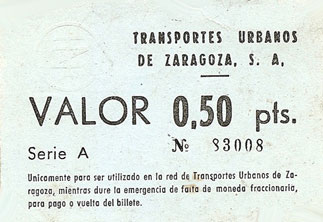 TRANSPORTES URBANOS
DE ZARAGOZA, S. A,
VALOR 0,50 pts.
Serie A № 83008
Unicamente para ser utilizado en la red de Transportes Urbanos de Za-
ragoza, mientras dure la emergencia de falta de moneda fraccionaria,
para pago o vuelto del billete.